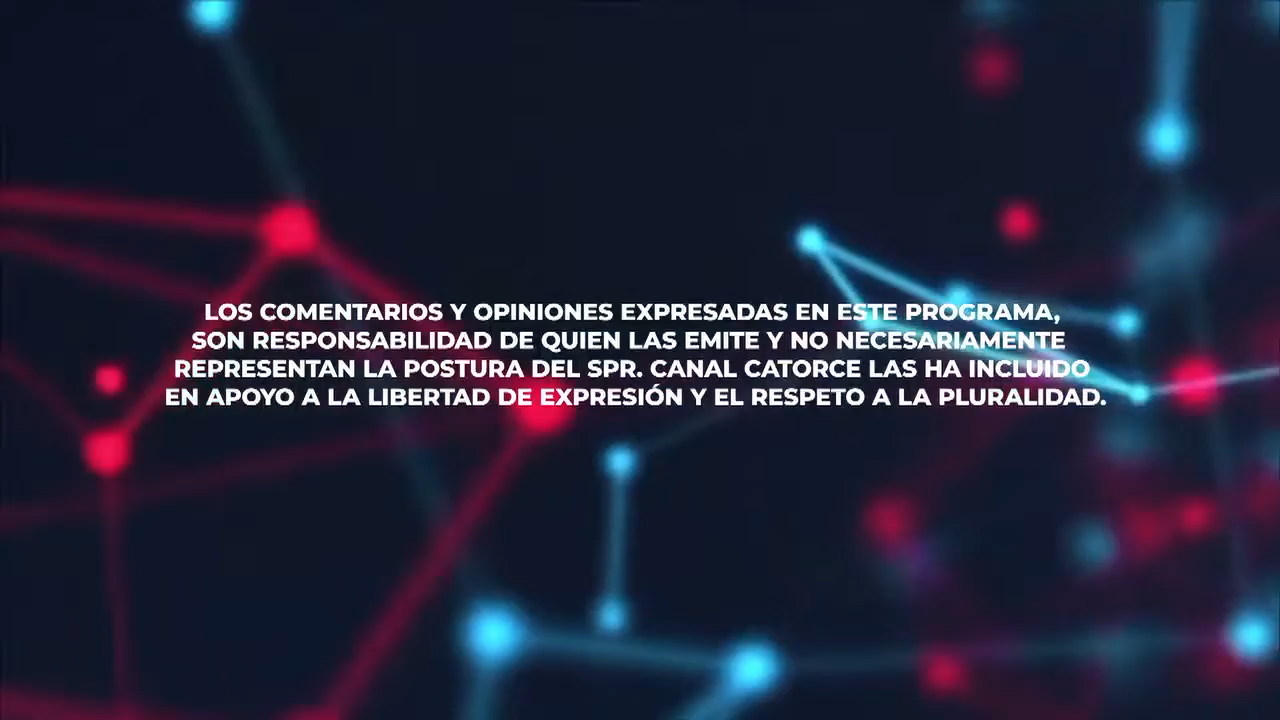 LOS COMENTARIOS Y OPINIONES EXPRESADAS EN ESTE PROGRAMA,
SON RESPONSABILIDAD DE QUIEN LAS EMITE Y NO NECESARIAMENTE
REPRESENTAN LA POSTURA DEL SPR. CANAL CATORCE LAS HA INCLUIDO
EN APOYO A LA LIBERTAD DE EXPRESIÓN Y EL RESPETO A LA PLURALIDAD.